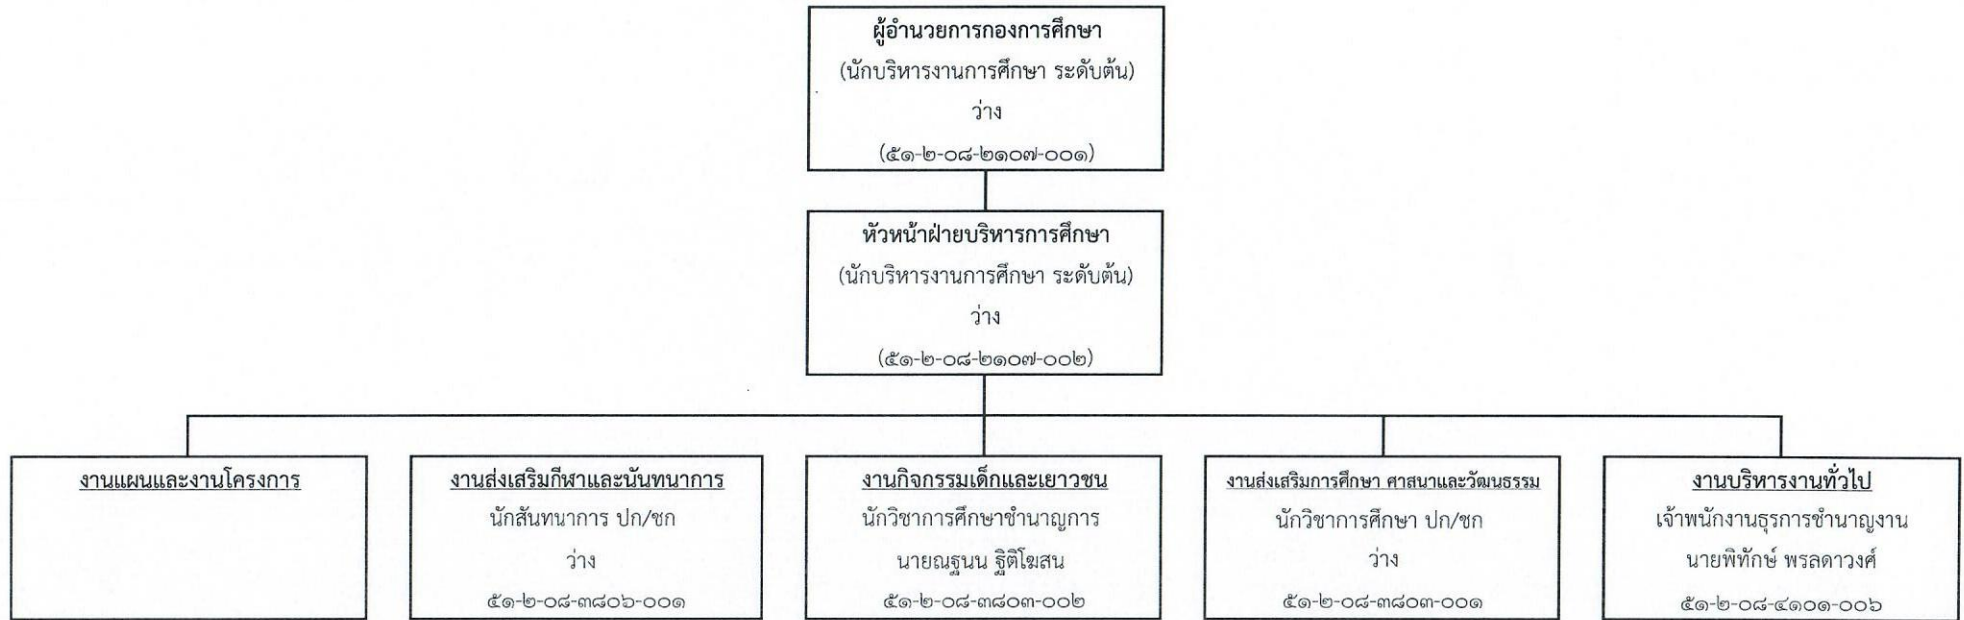 ผู้อำนวยการกองการศึกษา
(นักบริหารงานการศึกษา ระดับต้น)
ว่าง
(๕๑-๒-๐๘-๒๑๐๗-๐๐๑)
หัวหน้าฝ่ายบริหารการศึกษา
(นักบริหารงานการศึกษา ระดับต้น)
ว่าง
(๕๑-๒-๐๘-๒๑๐๗-๐๐๒)
งานแผนและงานโครงการ
งานส่งเสริมกีฬาและนันทนาการ
นักสันทนาการ ปก/ชก
ว่าง
๕๑-๒-๐๘-๓๘๐๖-๐๐๑
งานกิจกรรมเด็กและเยาวชน
นักวิชาการศึกษาชำนาญการ
นายณฐนน ฐิติโฆสน
๕๑-๒-๐๘-๓๘๐๓-๐๐๒
งานส่งเสริมการศึกษา ศาสนาและวัฒนธรรม
นักวิชาการศึกษา ปก/ชก
ว่าง
๕๑-๒-๐๘-๓๘๐๓-๐๐๑
งานบริหารงานทั่วไป
เจ้าพนักงานธุรการชำนาญงาน
นายพิทักษ์ พรลดาวงศ์
๕๑-๒-๐๘-๔๑๐๑-๐๐๖